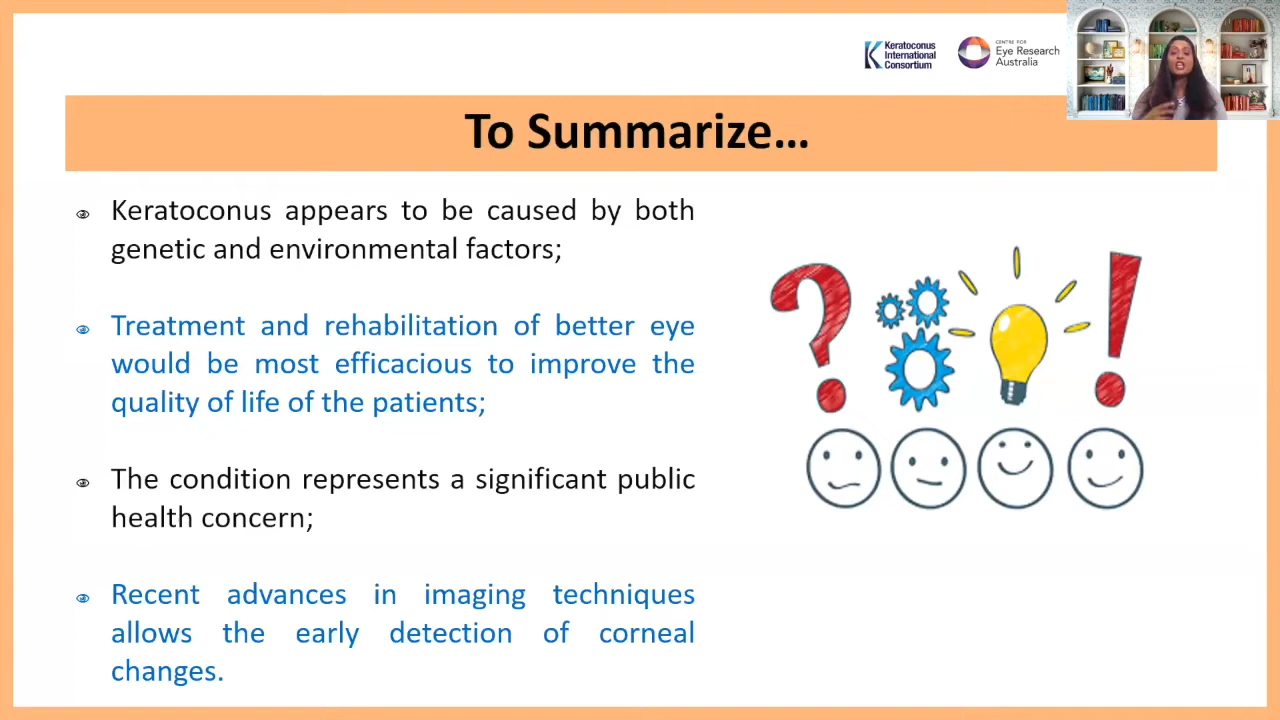 Keratoconus
International
Consortium
CENTRE FOR
Eye Research
Australia
To Summarize...
Keratoconus appears to be caused by both
genetic and environmental factors;
Treatment and rehabilitation of better eye
would be most efficacious to improve the
quality of life of the patients;
The condition represents a significant public
health concern;
Recent advances in imaging techniques
allows the early detection of corneal
changes.